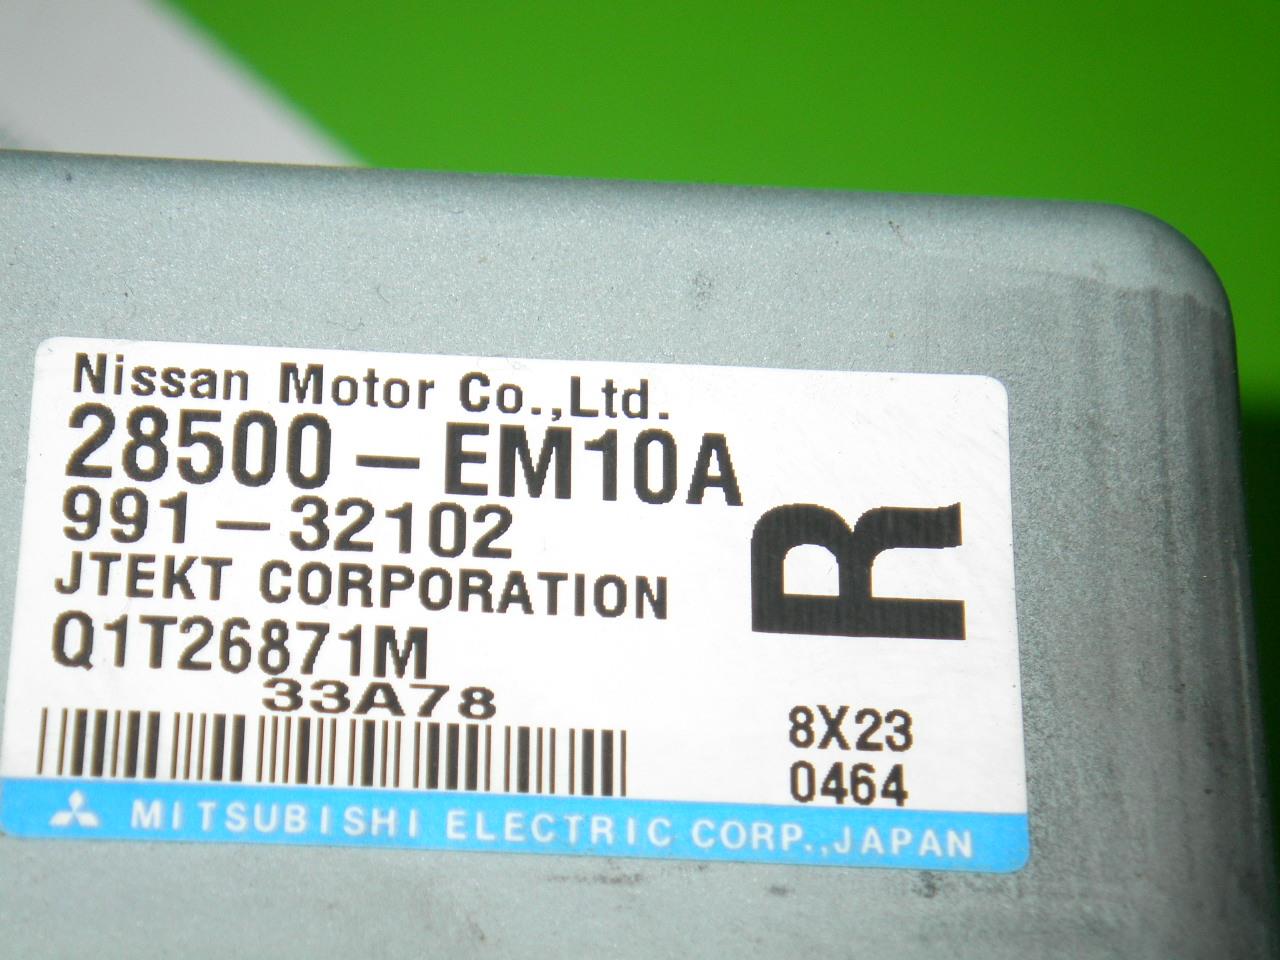 Nissan Motor Co.,Ltd.
28500-EM10A
991-32102
JTEKT CORPORATION
Q1T26871M
33A78
R
8X23
0464
MITSUBISHI ELECTRIC CORP.,JAPAN